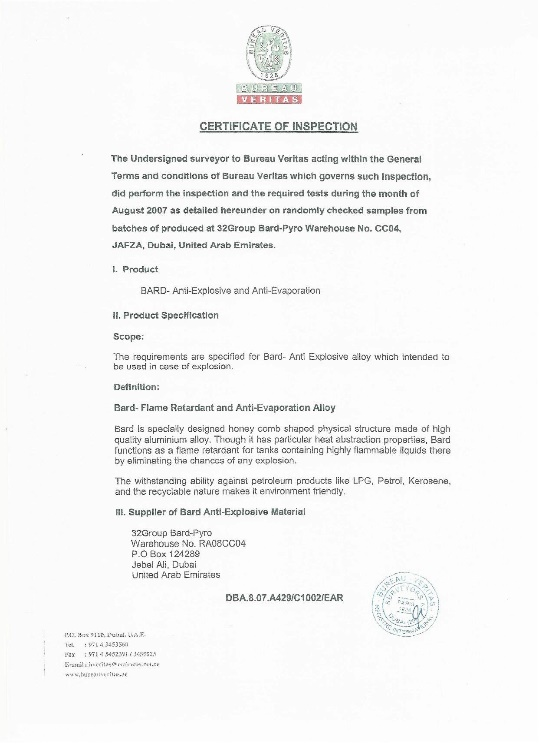 BUREAU VERITAS
1828
BUREAU
VERITAS
CERTIFICATE OF INSPECTION
The Undersigned surveyor to Bureau Veritas acting within the General
Terms and conditions of Bureau Veritas which governs such inspection,
did perform the inspection and the required tests during the month of
August 2007 as detailed hereunder on randomly checked samples from
batches of produced at 32Group Bard-Pyro Warehouse No. CC04,
JAFZA, Dubai, United Arab Emirates.
I. Product
BARD- Anti-Explosive and Anti-Evaporation
II. Product Specification
Scope:
The requirements are specified for Bard- Anti Explosive alloy which intended to
be used in case of explosion.
Definition:
Bard- Flame Retardant and Anti-Evaporation Alloy
Bard is specially designed honey comb shaped physical structure made of high
quality aluminium alloy. Though it has particular heat abstraction properties, Bard
functions as a flame retardant for tanks containing highly flammable liquids there
by eliminating the chances of any explosion.
The withstanding ability against petroleum products like LPG, Petrol, Kerosene,
and the recyclable nature makes it environment friendly.
III. Supplier of Bard Anti-Explosive Material
32Group Bard-Pyro
Warehouse No. RA08CC04
P.O Box 124289
Jebel Ali, Dubai
United Arab Emirates
DBA.8.07.A429/C1002/EAR
BUREAU VERITAS
P.O. Box
Dubai, U.A.E.
Tel. : 971 4
Fax : 971 4
E-mail :
www.bureauveritas.ae